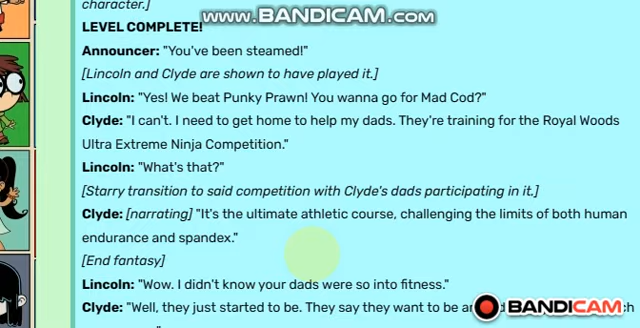 character.]
www.BANDICAM.com
LEVEL COMPLETE!
Announcer: "You've been steamed!"
[Lincoln and Clyde are shown to have played it.]
Lincoln: "Yes! We beat Punky Prawn! You wanna go for Mad Cod?"
Clyde: "I can't. I need to get home to help my dads. They're training for the Royal Woods
Ultra Extreme Ninja Competition."
Lincoln: "What's that?"
[Starry transition to said competition with Clyde's dads participating in it.]
Clyde: [narrating] "It's the ultimate athletic course, challenging the limits of both human
endurance and spandex."
[End fantasy]
Lincoln: "Wow. I didn't know your dads were so into fitness."
Clyde: "Well, they just started to be. They say they want to be
BANDICAM